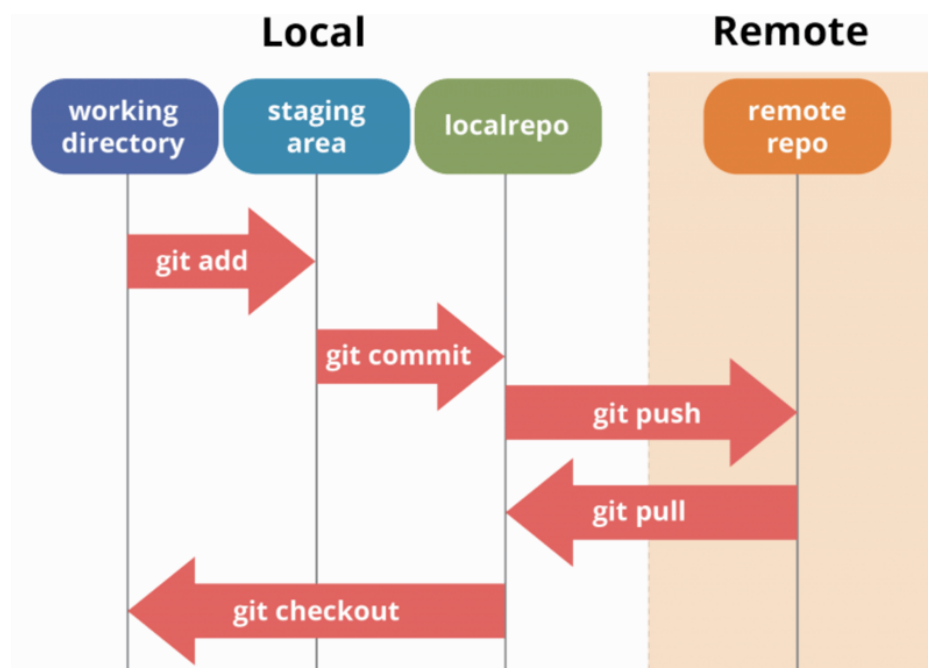 Local
Remote
working
directory
staging
area
localrepo
remote
repo
git add
git commit
git push
git pull
git checkout